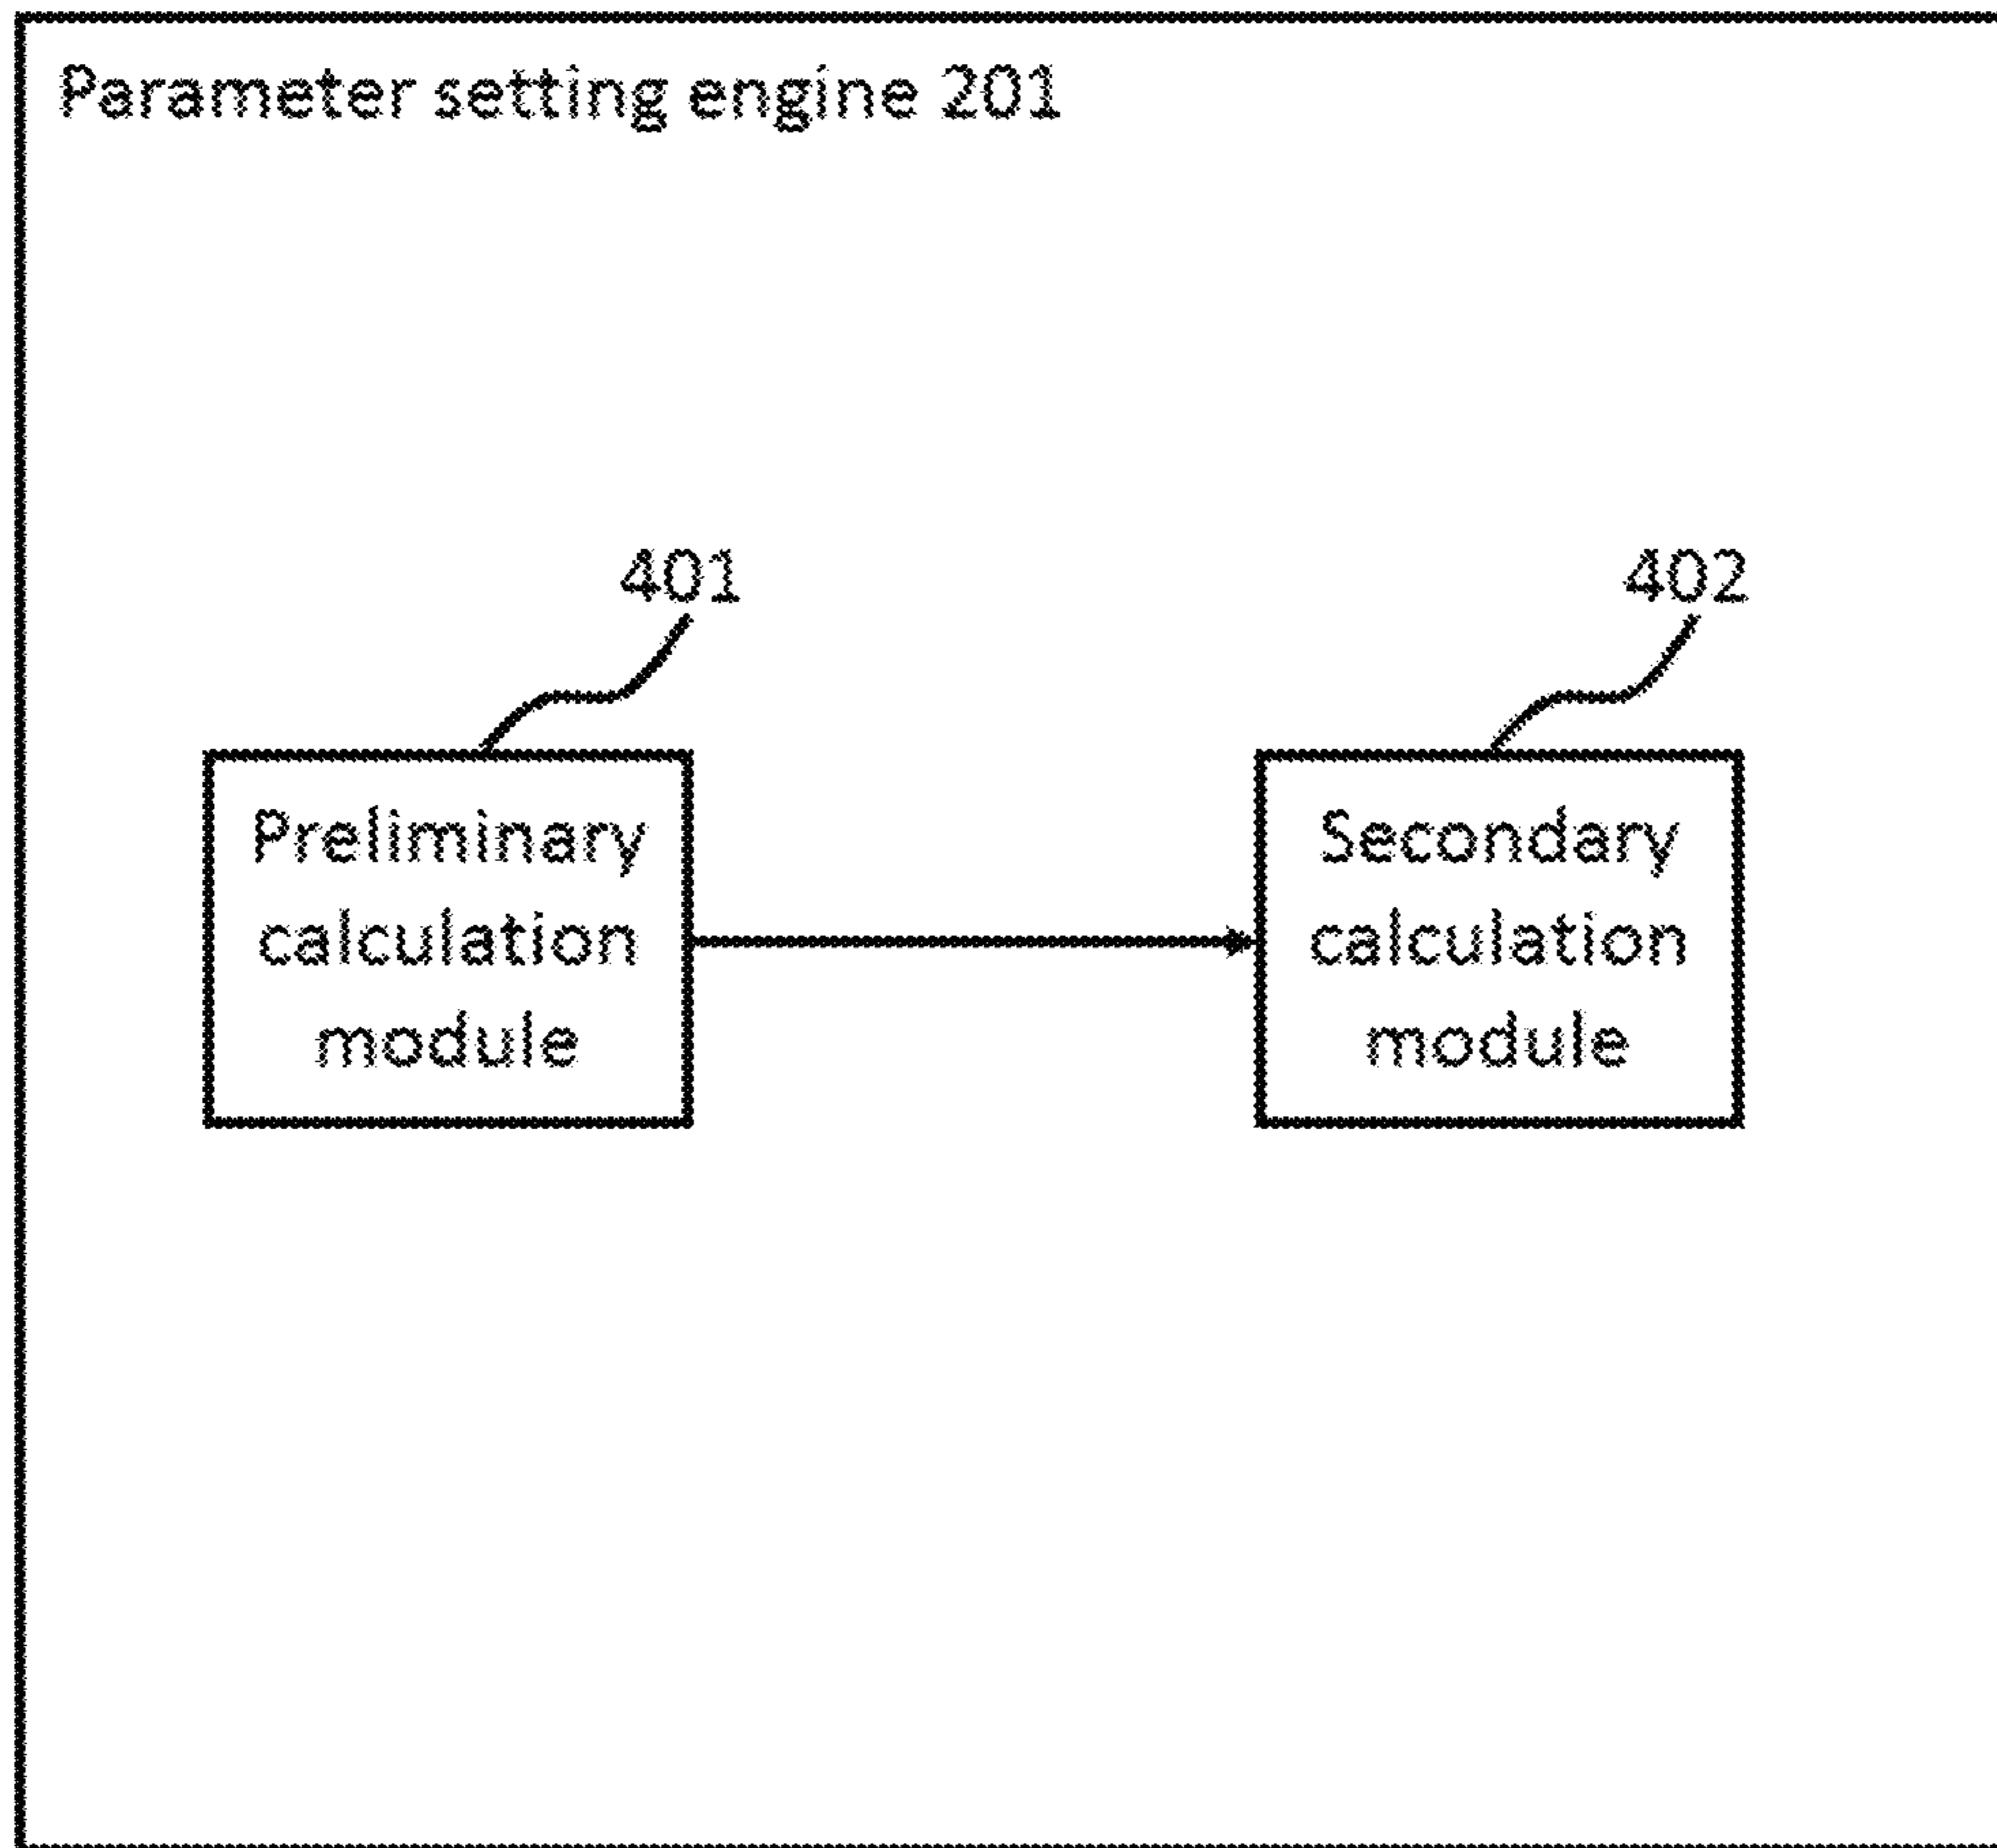 Parameter setting engine 201
401
402
Preliminary
calculation
module
Secondary
calculation
module